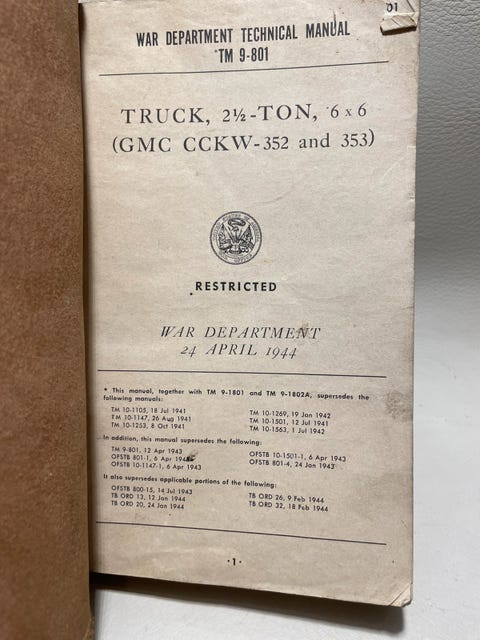 01
WAR DEPARTMENT TECHNICAL MANUAL
*TM 9-801
TRUCK, 2½-TON, 6 x 6
(GMC CCKW-352 and 353)
RESTRICTED
WAR DEPARTMENT
24 APRIL 1944
* This manual, together with TM 9-1801 and TM 9-1802A, supersedes the
following manuals:
TM 10-1105, 18 Jul 1941 TM 10-1269, 19 Jan 1942
TM 10-1147, 26 Aug 1941 TM 10-1501, 12 Jul 1941
TM 10-1253, 8 Oct 1941 TM 10-1563, 1 Jul 1942
In addition, this manual supersedes the following:
TM 9-801, 12 Apr 1943 OFSTB 10-1501-1, 6 Apr 1943
OFSTB 801-1, 6 Apr OFSTB 801-4, 24 Jan 1943
OFSTB 10-1147-1, 6 Apr 1943
It also supersedes applicable portions of the following:
OFSTB 800-15, 14 Jul 1943 TB ORD 26, 9 Feb 1944
TB ORD 13, 12 Jan 1944 TB ORD 32, 18 Feb 1944
TB ORD 20, 24 Jan 1944
·1·